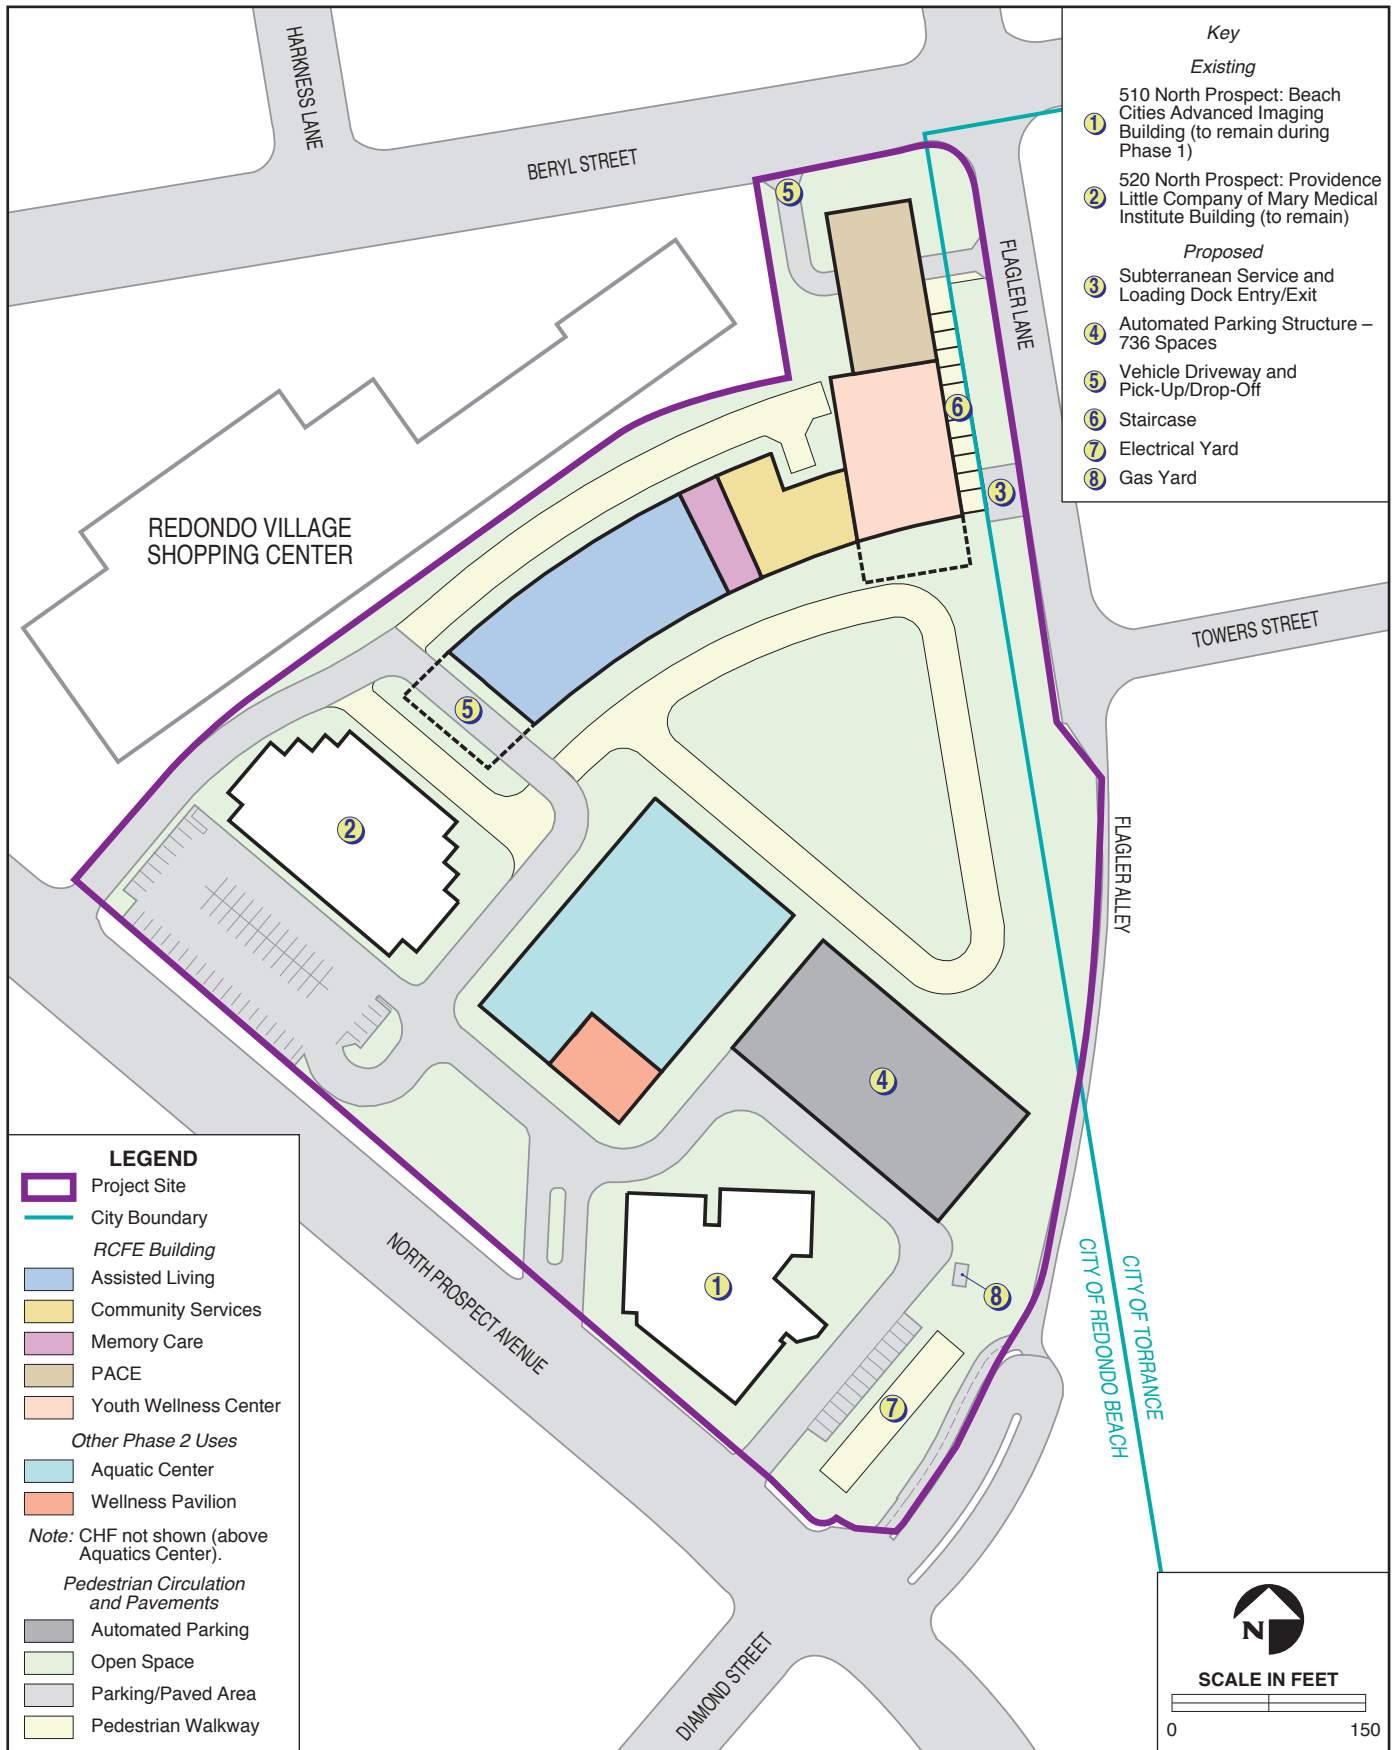 HARKNESS LANE
BERYL STREET
FLAGLER LANE
REDONDO VILLAGE
SHOPPING CENTER
TOWERS STREET
FLAGLER ALLEY
NORTH PROSPECT AVENUE
DIAMOND STREET
CITY OF TORRANCE
CITY OF REDONDO BEACH
5
6
3
5
2
4
1
8
7
Key
Existing
1 510 North Prospect: Beach
Cities Advanced Imaging
Building (to remain during
Phase 1)
2 520 North Prospect: Providence
Little Company of Mary Medical
Institute Building (to remain)
Proposed
3 Subterranean Service and
Loading Dock Entry/Exit
4 Automated Parking Structure –
736 Spaces
5 Vehicle Driveway and
Pick-Up/Drop-Off
6 Staircase
7 Electrical Yard
8 Gas Yard
LEGEND
Project Site
City Boundary
RCFE Building
Assisted Living
Community Services
Memory Care
PACE
Youth Wellness Center
Other Phase 2 Uses
Aquatic Center
Wellness Pavilion
Note: CHF not shown (above
Aquatics Center).
Pedestrian Circulation
and Pavements
Automated Parking
Open Space
Parking/Paved Area
Pedestrian Walkway
N
SCALE IN FEET
0 150